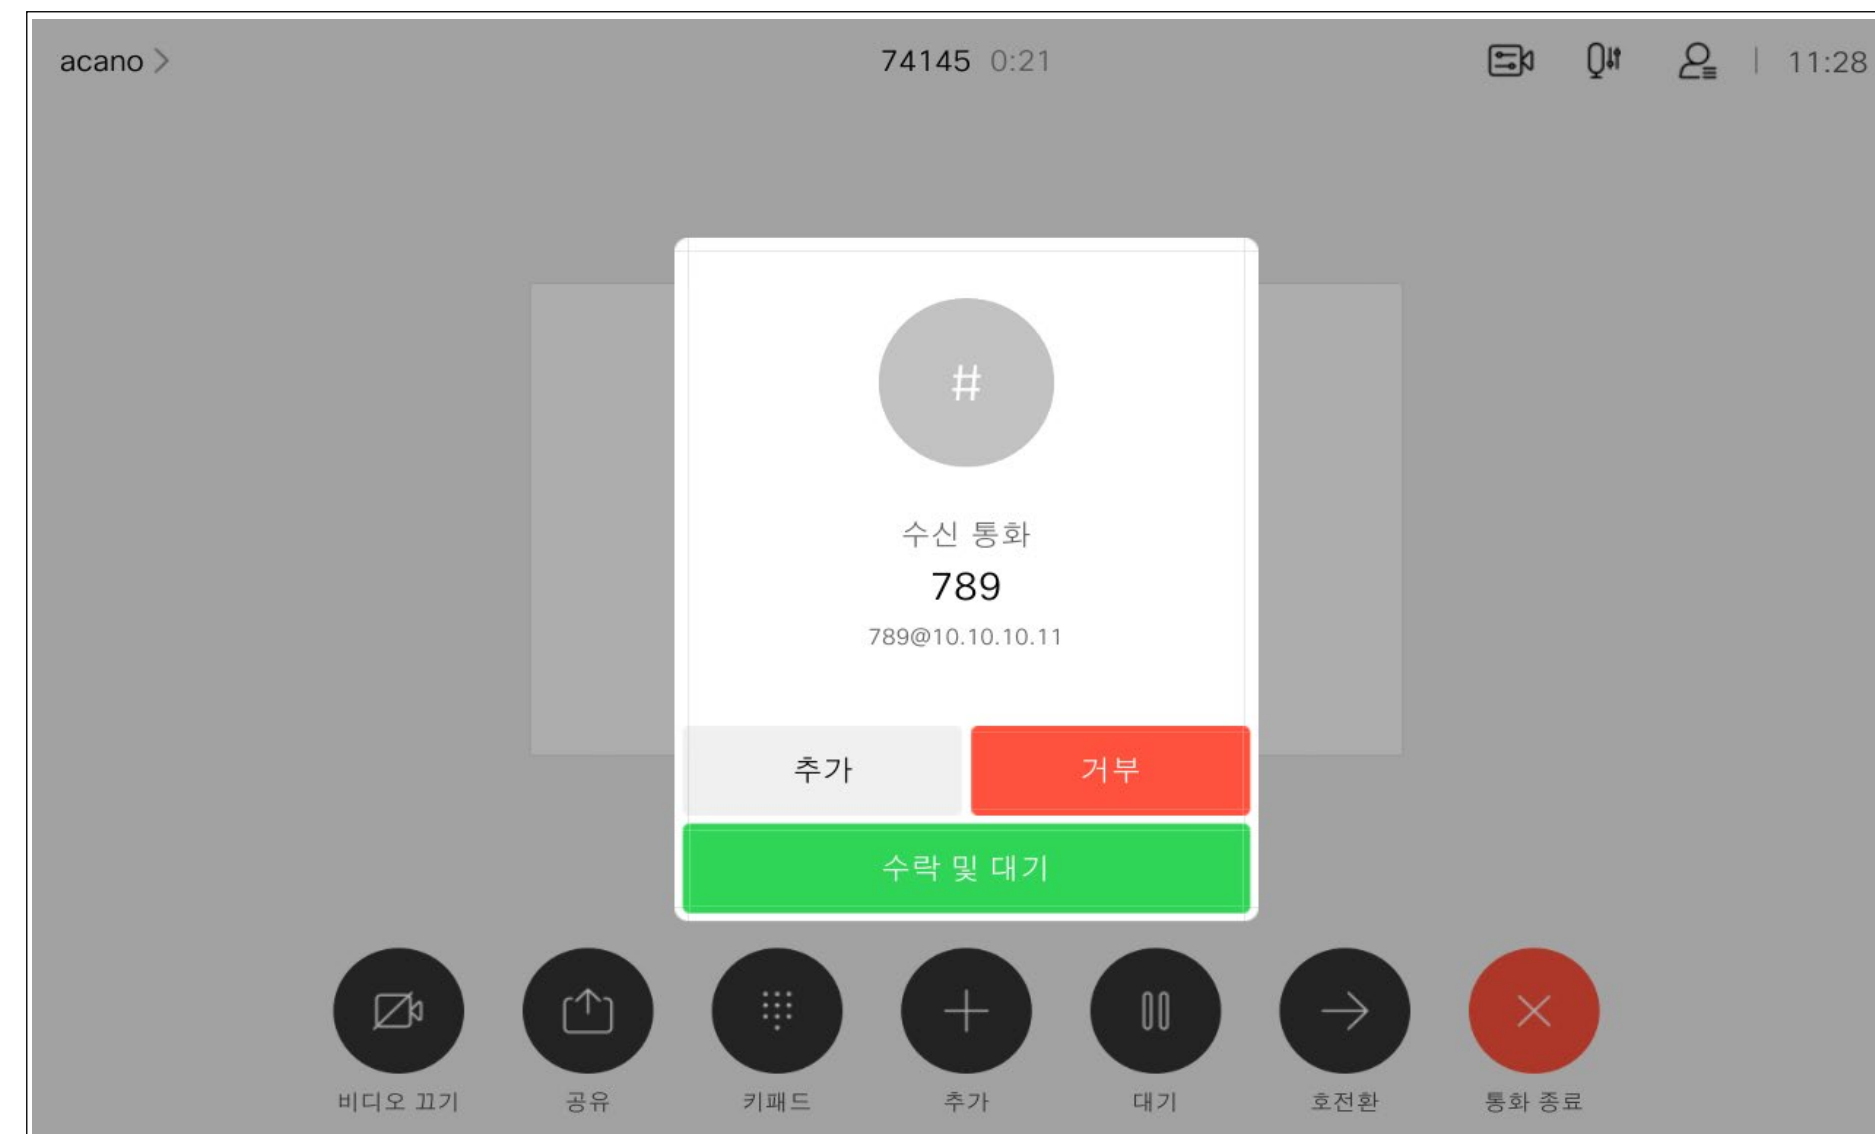 acano
74145 0:21
11:28
#
수신 통화
789
789@10.10.10.11
추가 거부
수락 및 대기
비디오 끄기 공유 키패드 추가 대기 호전환 통화 종료